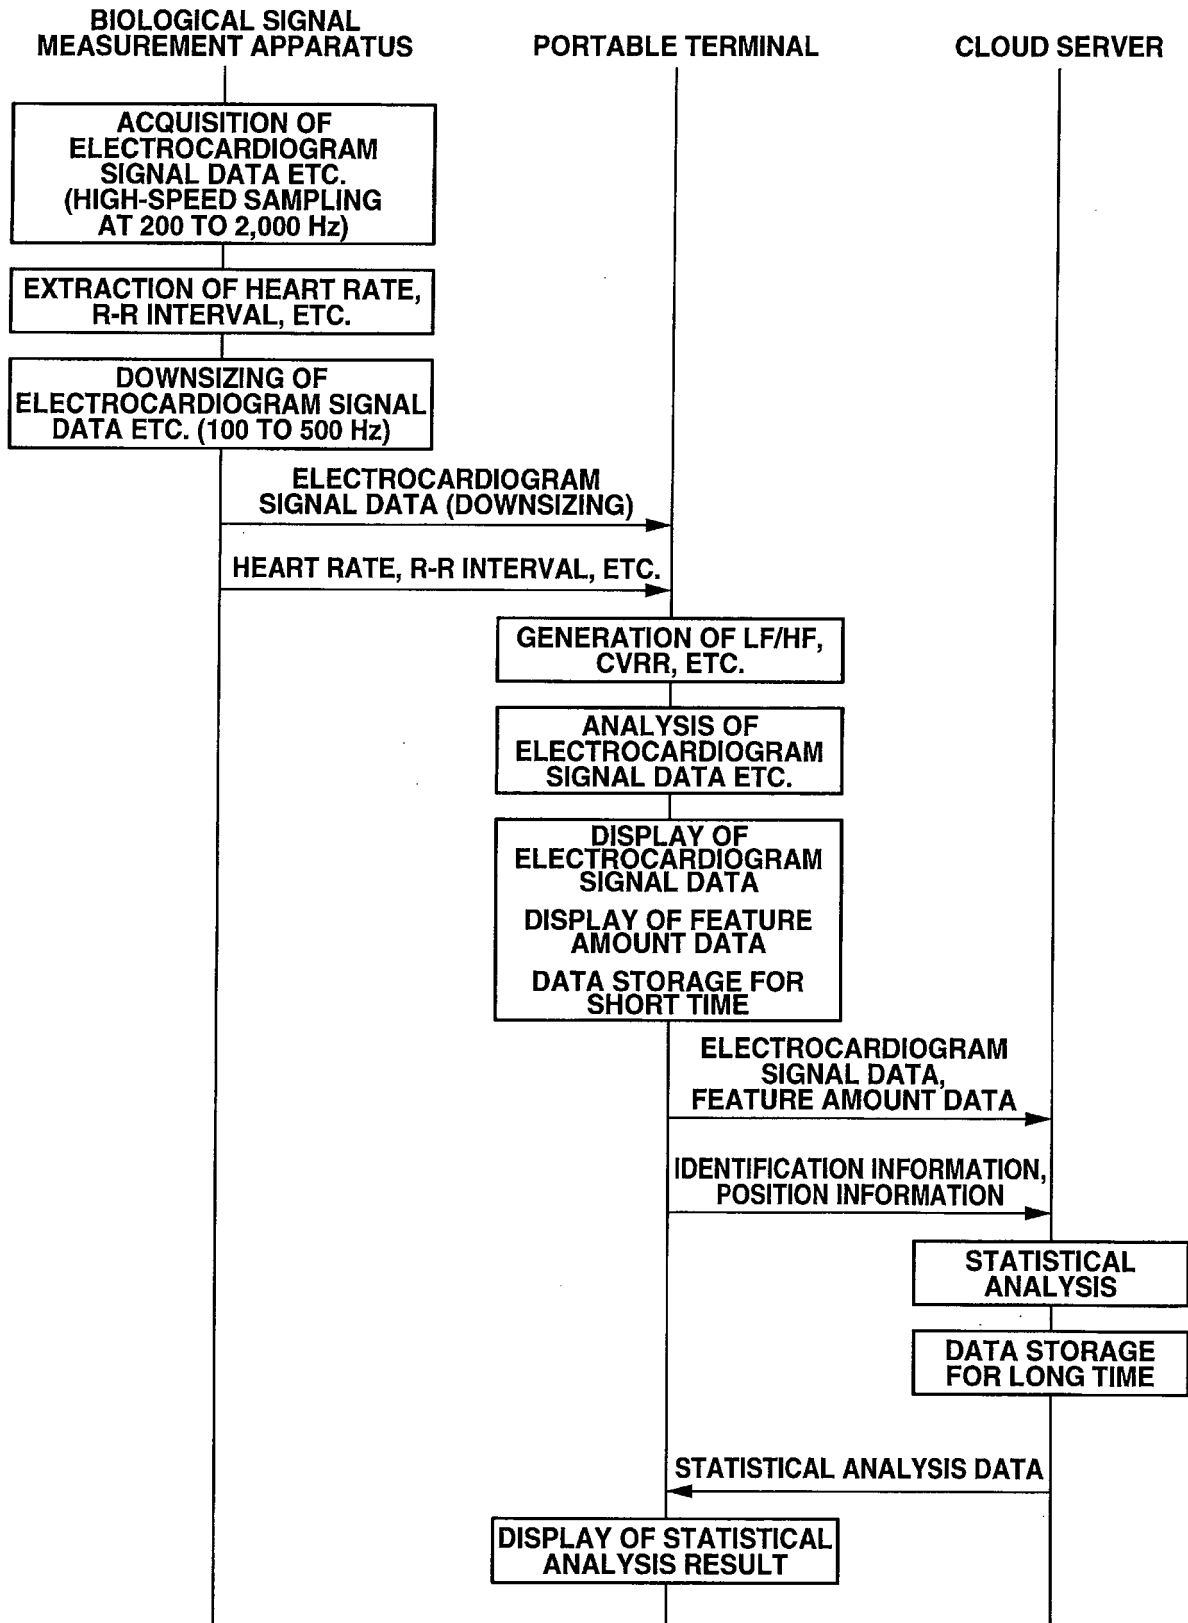 BIOLOGICAL SIGNAL
MEASUREMENT APPARATUS
PORTABLE TERMINAL
CLOUD SERVER
ACQUISITION OF
ELECTROCARDIOGRAM
SIGNAL DATA ETC.
(HIGH-SPEED SAMPLING
AT 200 TO 2,000 Hz)
EXTRACTION OF HEART RATE,
R-R INTERVAL, ETC.
DOWNSIZING OF
ELECTROCARDIOGRAM SIGNAL
DATA ETC. (100 TO 500 Hz)
ELECTROCARDIOGRAM
SIGNAL DATA (DOWNSIZING)
HEART RATE, R-R INTERVAL, ETC.
GENERATION OF LF/HF,
CVRR, ETC.
ANALYSIS OF
ELECTROCARDIOGRAM
SIGNAL DATA ETC.
DISPLAY OF
ELECTROCARDIOGRAM
SIGNAL DATA
DISPLAY OF FEATURE
AMOUNT DATA
DATA STORAGE FOR
SHORT TIME
ELECTROCARDIOGRAM
SIGNAL DATA,
FEATURE AMOUNT DATA
IDENTIFICATION INFORMATION,
POSITION INFORMATION
STATISTICAL
ANALYSIS
DATA STORAGE
FOR LONG TIME
STATISTICAL ANALYSIS DATA
DISPLAY OF STATISTICAL
ANALYSIS RESULT